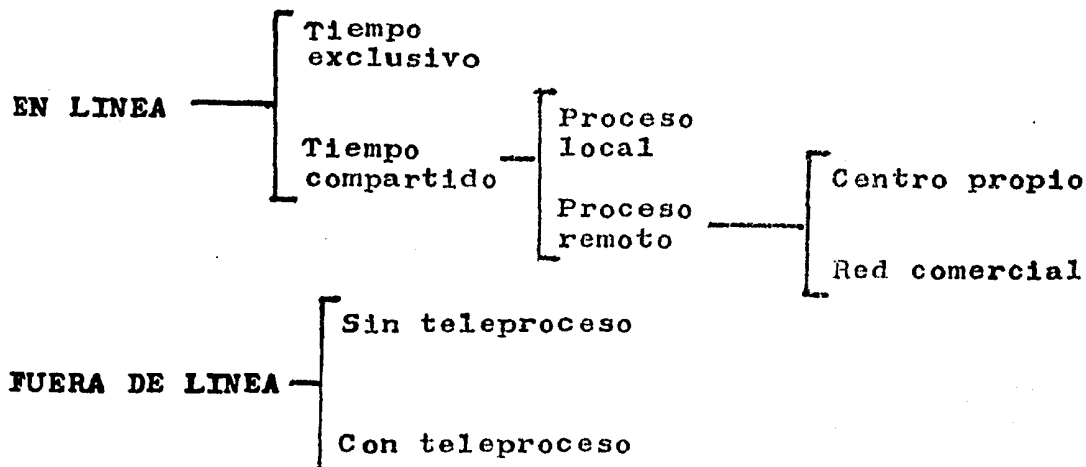 Tiempo
exclusivo
EN LINEA
Tiempo
compartido
Proceso
local
Proceso
remoto
Centro propio
Red comercial
Sin teleproceso
FUERA DE LINEA
Con teleproceso